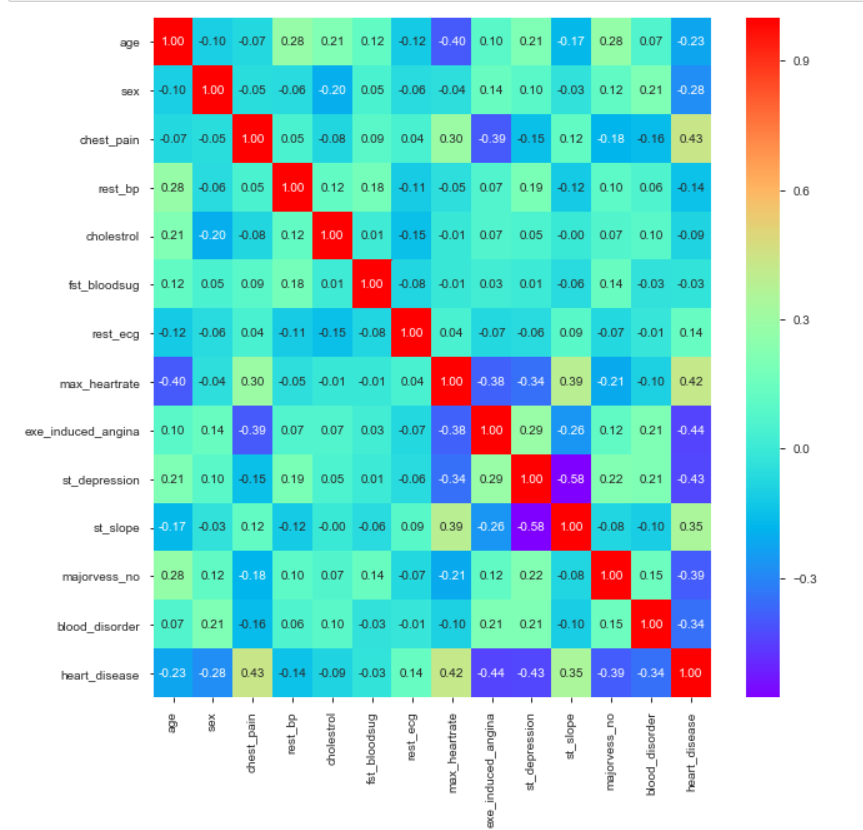 age 1.00 -0.10 -0.07 0.28 0.21 0.12 -0.12 -0.40 0.10 0.21 -0.17 0.28 0.07 -0.23
sex -0.10 1.00 -0.05 -0.06 -0.20 0.05 -0.06 -0.04 0.14 0.10 -0.03 0.12 0.21 -0.28
chest_pain -0.07 -0.05 1.00 0.05 -0.08 0.09 0.04 0.30 -0.39 -0.15 0.12 -0.18 -0.16 0.43
rest_bp 0.28 -0.06 0.05 1.00 0.12 0.18 -0.11 -0.05 0.07 0.19 -0.12 0.10 0.06 -0.14
cholestrol 0.21 -0.20 -0.08 0.12 1.00 0.01 -0.15 -0.01 0.07 0.05 -0.00 0.07 0.10 -0.09
fst_bloodsug 0.12 0.05 0.09 0.18 0.01 1.00 -0.08 -0.01 0.03 0.01 -0.06 0.14 -0.03 -0.03
rest_ecg -0.12 -0.06 0.04 -0.11 -0.15 -0.08 1.00 0.04 -0.07 -0.06 0.09 -0.07 -0.01 0.14
max_heartrate -0.40 -0.04 0.30 -0.05 -0.01 -0.01 0.04 1.00 -0.38 -0.34 0.39 -0.21 -0.10 0.42
exe_induced_angina 0.10 0.14 -0.39 0.07 0.07 0.03 -0.07 -0.38 1.00 0.29 -0.26 0.12 0.21 -0.44
st_depression 0.21 0.10 -0.15 0.19 0.05 0.01 -0.06 -0.34 0.29 1.00 -0.58 0.22 0.21 -0.43
st_slope -0.17 -0.03 0.12 -0.12 -0.00 -0.06 0.09 0.39 -0.26 -0.58 1.00 -0.08 -0.10 0.35
majorvess_no 0.28 0.12 -0.18 0.10 0.07 0.14 -0.07 -0.21 0.12 0.22 -0.08 1.00 0.15 -0.39
blood_disorder 0.07 0.21 -0.16 0.06 0.10 -0.03 -0.01 -0.10 0.21 0.21 -0.10 0.15 1.00 -0.34
heart_disease -0.23 -0.28 0.43 -0.14 -0.09 -0.03 0.14 0.42 -0.44 -0.43 0.35 -0.39 -0.34 1.00
age
sex
chest_pain
rest_bp
cholestrol
fst_bloodsug
rest_ecg
max_heartrate
exe_induced_angina
st_depression
st_slope
majorvess_no
blood_disorder
heart_disease
0.9
0.6
0.3
0.0
−0.3